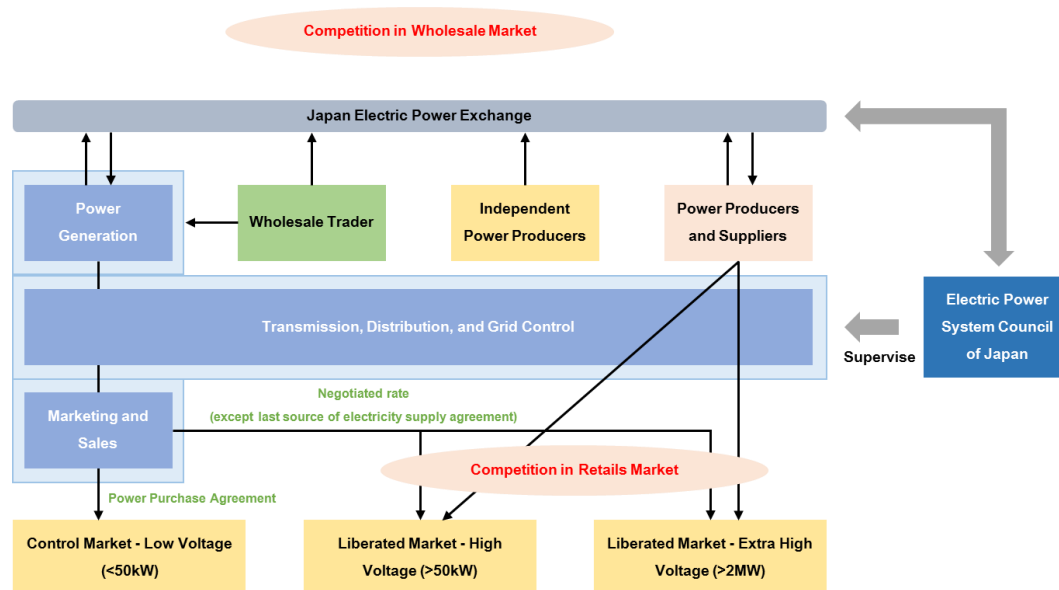 Competition in Wholesale Market
Japan Electric Power Exchange
Power
Generation
Wholesale Trader
Independent
Power Producers
Power Producers
and Suppliers
Transmission, Distribution, and Grid Control
Electric Power
System Council
of Japan
Supervise
Marketing and
Sales
Negotiated rate
(except last source of electricity supply agreement)
Competition in Retails Market
Power Purchase Agreement
Control Market - Low Voltage
(<50kW)
Liberated Market - High
Voltage (>50kW)
Liberated Market - Extra High
Voltage (>2MW)